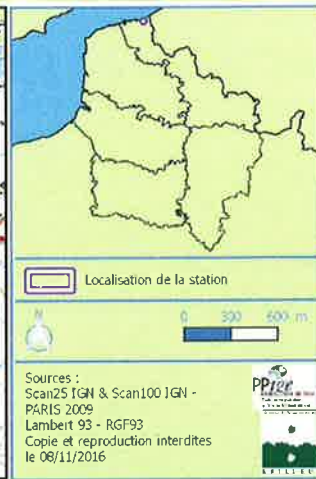 Localisation de la station
N
0 300 600 m
Sources :
Scan25 IGN & Scan100 IGN -
PARIS 2009
Lambert 93 - RGF93
Copie et reproduction interdites
le 08/11/2016
PPIGE
BAILLEUL